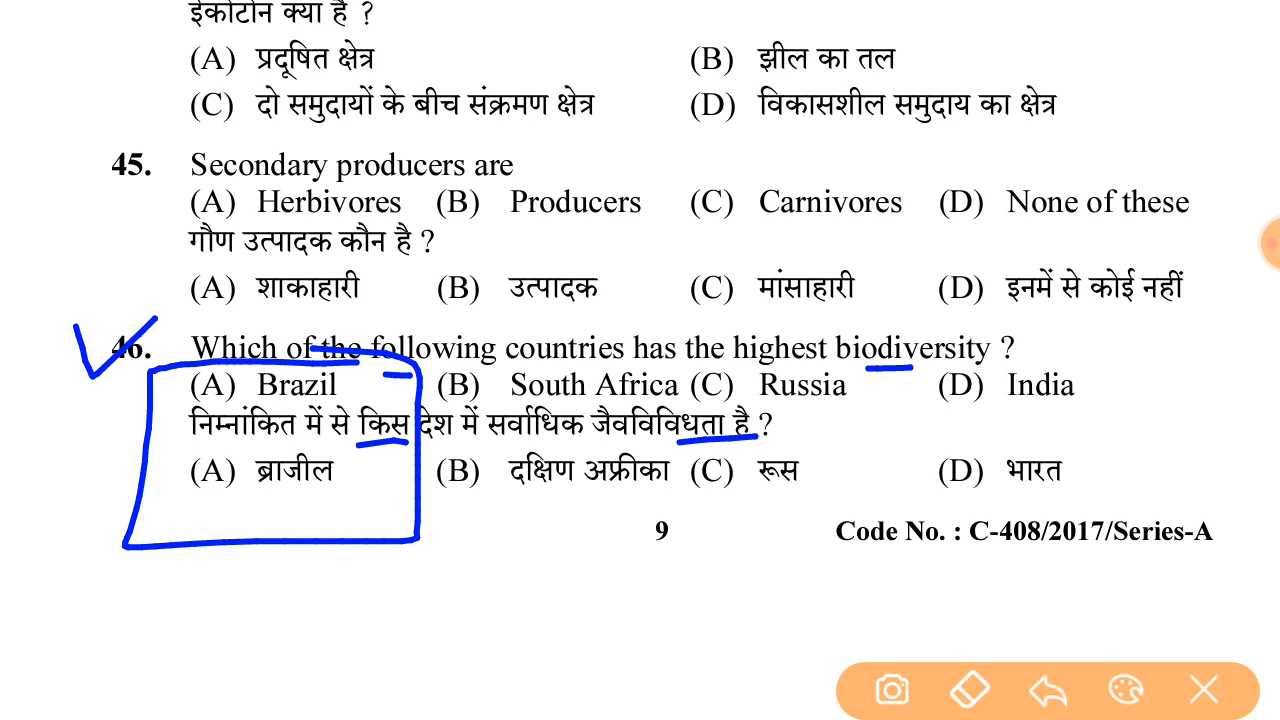 ईकोटोन क्या है ?
(A) प्रदूषित क्षेत्र (B) झील का तल
(C) दो समुदायों के बीच संक्रमण क्षेत्र (D) विकासशील समुदाय का क्षेत्र
45. Secondary producers are
(A) Herbivores (B) Producers (C) Carnivores (D) None of these
गौण उत्पादक कौन है ?
(A) शाकाहारी (B) उत्पादक (C) मांसाहारी (D) इनमें से कोई नहीं
46. Which of the following countries has the highest biodiversity ?
(A) Brazil (B) South Africa (C) Russia (D) India
निम्नांकित में से किस देश में सर्वाधिक जैवविविधता है ?
(A) ब्राजील (B) दक्षिण अफ्रीका (C) रूस (D) भारत
9 Code No. : C-408/2017/Series-A